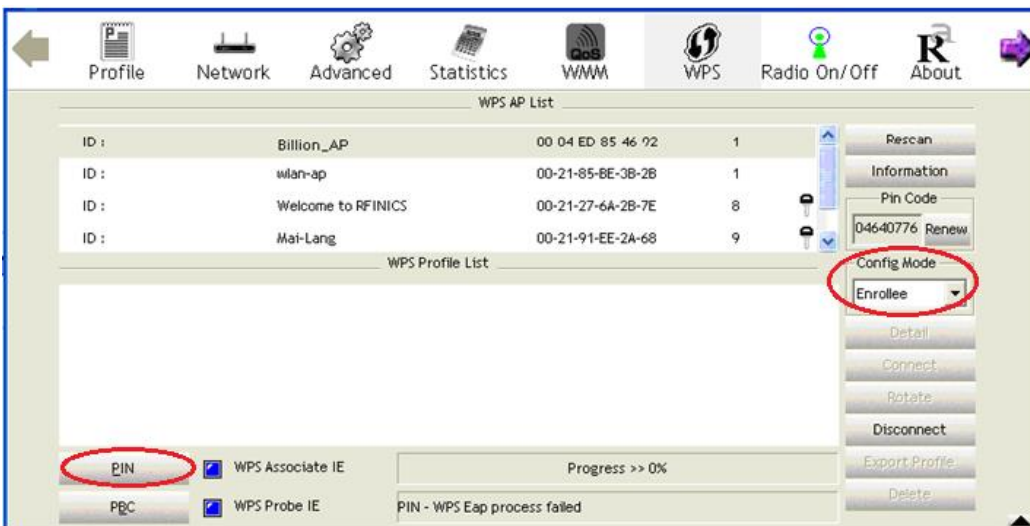 Profile Network Advanced Statistics WMM WPS Radio On/Off About
QoS
WPS AP List
ID : Billion_AP 00 04 ED 85 46 92 1
ID : wlan-ap 00-21-85-BE-3B-2B 1
ID : Welcome to RFINICS 00-21-27-6A-2B-7E 8
ID : Mai-Lang 00-21-91-EE-2A-68 9
Rescan
Information
Pin Code
04640776 Renew
WPS Profile List
Config Mode
Enrollee
Detail
Connect
Rotate
Disconnect
Export Profile
Delete
PIN WPS Associate IE Progress >> 0%
PBC WPS Probe IE PIN - WPS Eap process failed